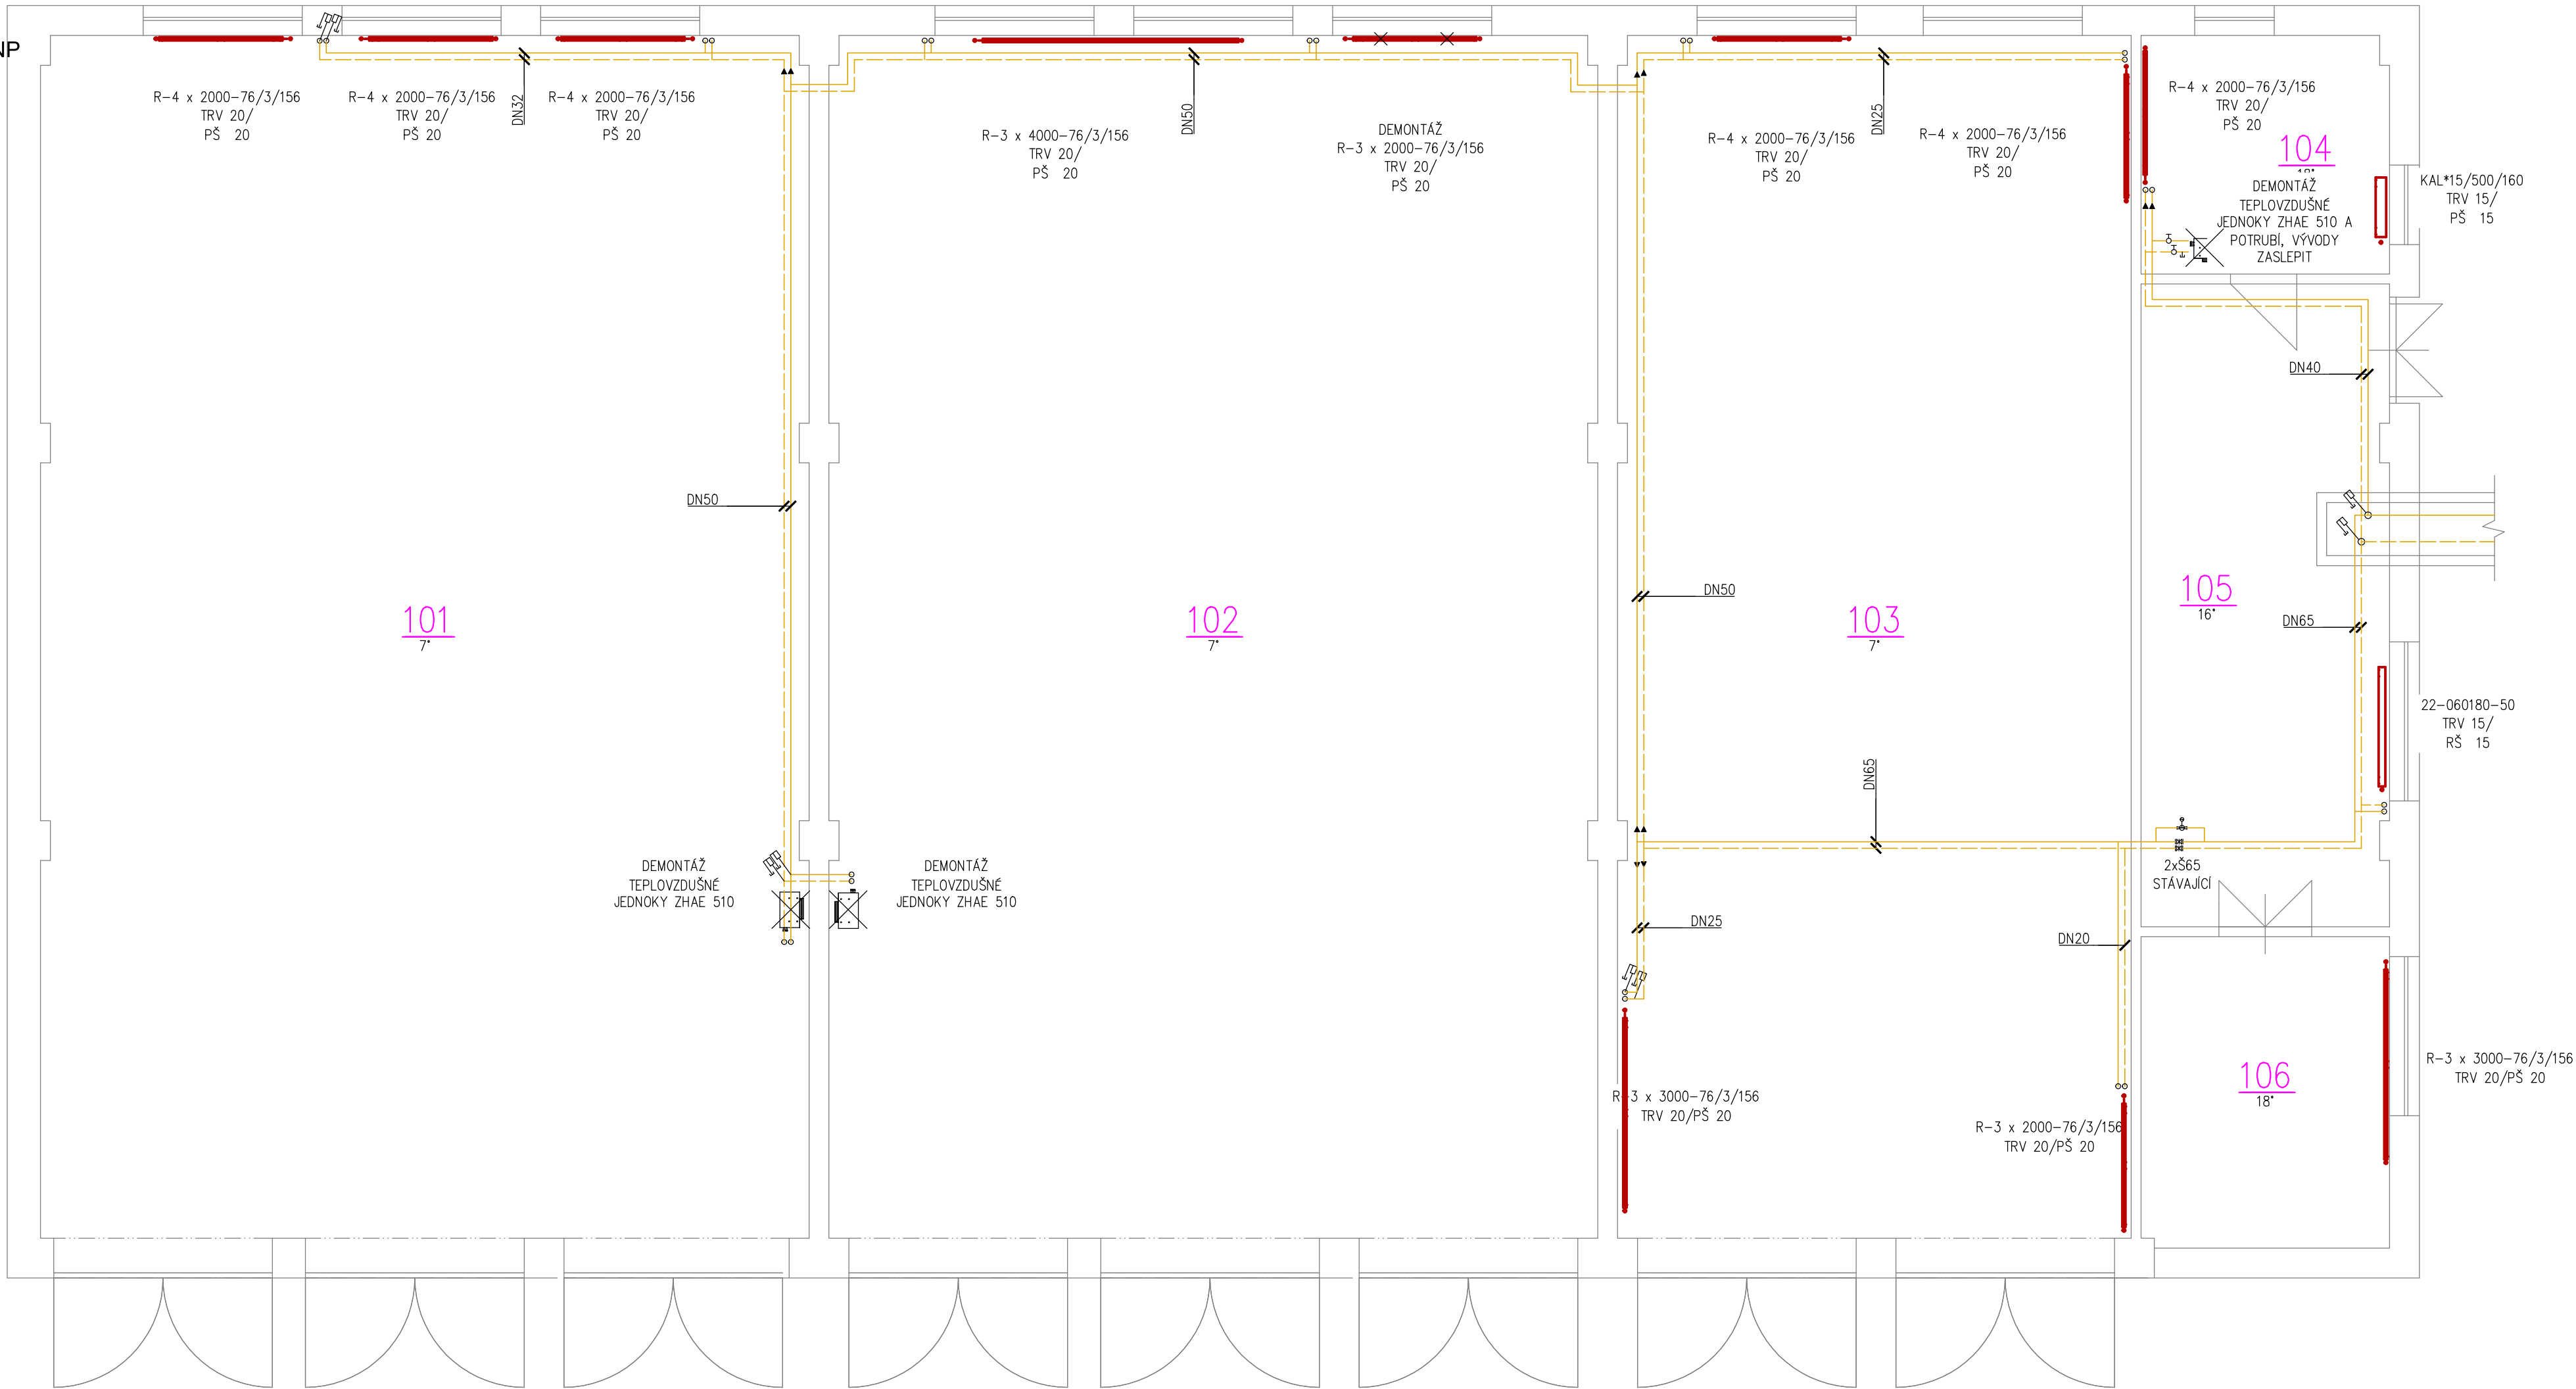 NP
R-4 x 2000-76/3/156
TRV 20/
PŠ 20
R-4 x 2000-76/3/156
TRV 20/
PŠ 20
DN32
R-4 x 2000-76/3/156
TRV 20/
PŠ 20
R-3 x 4000-76/3/156
TRV 20/
PŠ 20
DN50
DEMONTÁŽ
R-3 x 2000-76/3/156
TRV 20/
PŠ 20
R-4 x 2000-76/3/156
TRV 20/
PŠ 20
DN25
R-4 x 2000-76/3/156
TRV 20/
PŠ 20
R-4 x 2000-76/3/156
TRV 20/
PŠ 20
104
DEMONTÁŽ
TEPLOVZDUŠNÉ
JEDNOKY ZHAE 510 A
POTRUBÍ, VÝVODY
ZASLEPIT
KAL*15/500/160
TRV 15/
PŠ 15
DN40
DN50
101
7°
102
7°
DN50
103
7°
105
16°
DN65
22-060180-50
TRV 15/
RŠ 15
DN65
DEMONTÁŽ
TEPLOVZDUŠNÉ
JEDNOKY ZHAE 510
DEMONTÁŽ
TEPLOVZDUŠNÉ
JEDNOKY ZHAE 510
2xŠ65
STÁVAJÍCÍ
DN25
DN20
R-3 x 3000-76/3/156
TRV 20/PŠ 20
R-3 x 2000-76/3/156
TRV 20/PŠ 20
106
18°
R-3 x 3000-76/3/156
TRV 20/PŠ 20